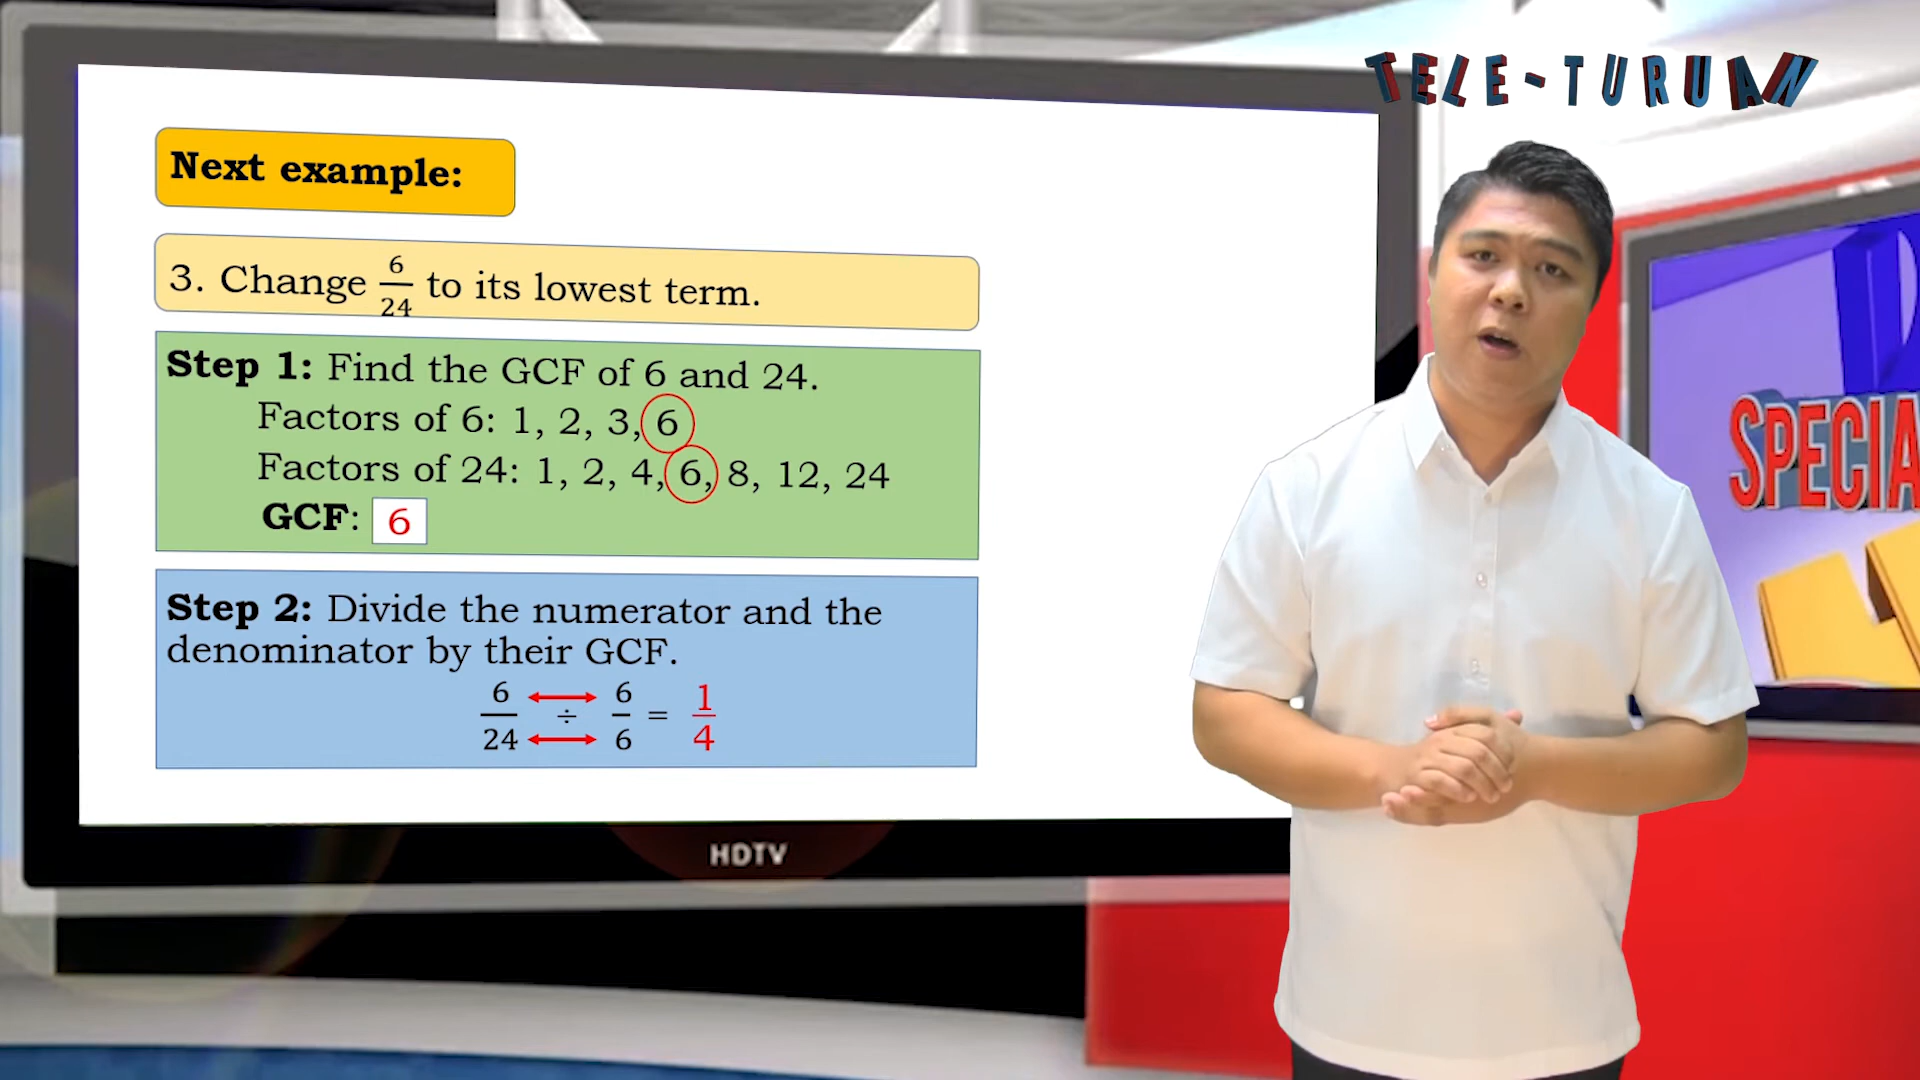 TELE-TURUAN
Next example:
3. Change 6/24 to its lowest term.
Step 1: Find the GCF of 6 and 24.
Factors of 6: 1, 2, 3, 6
Factors of 24: 1, 2, 4, 6, 8, 12, 24
GCF: 6
Step 2: Divide the numerator and the
denominator by their GCF.
6/24 ÷ 6/6 = 1/4
HDTV
SPECIA